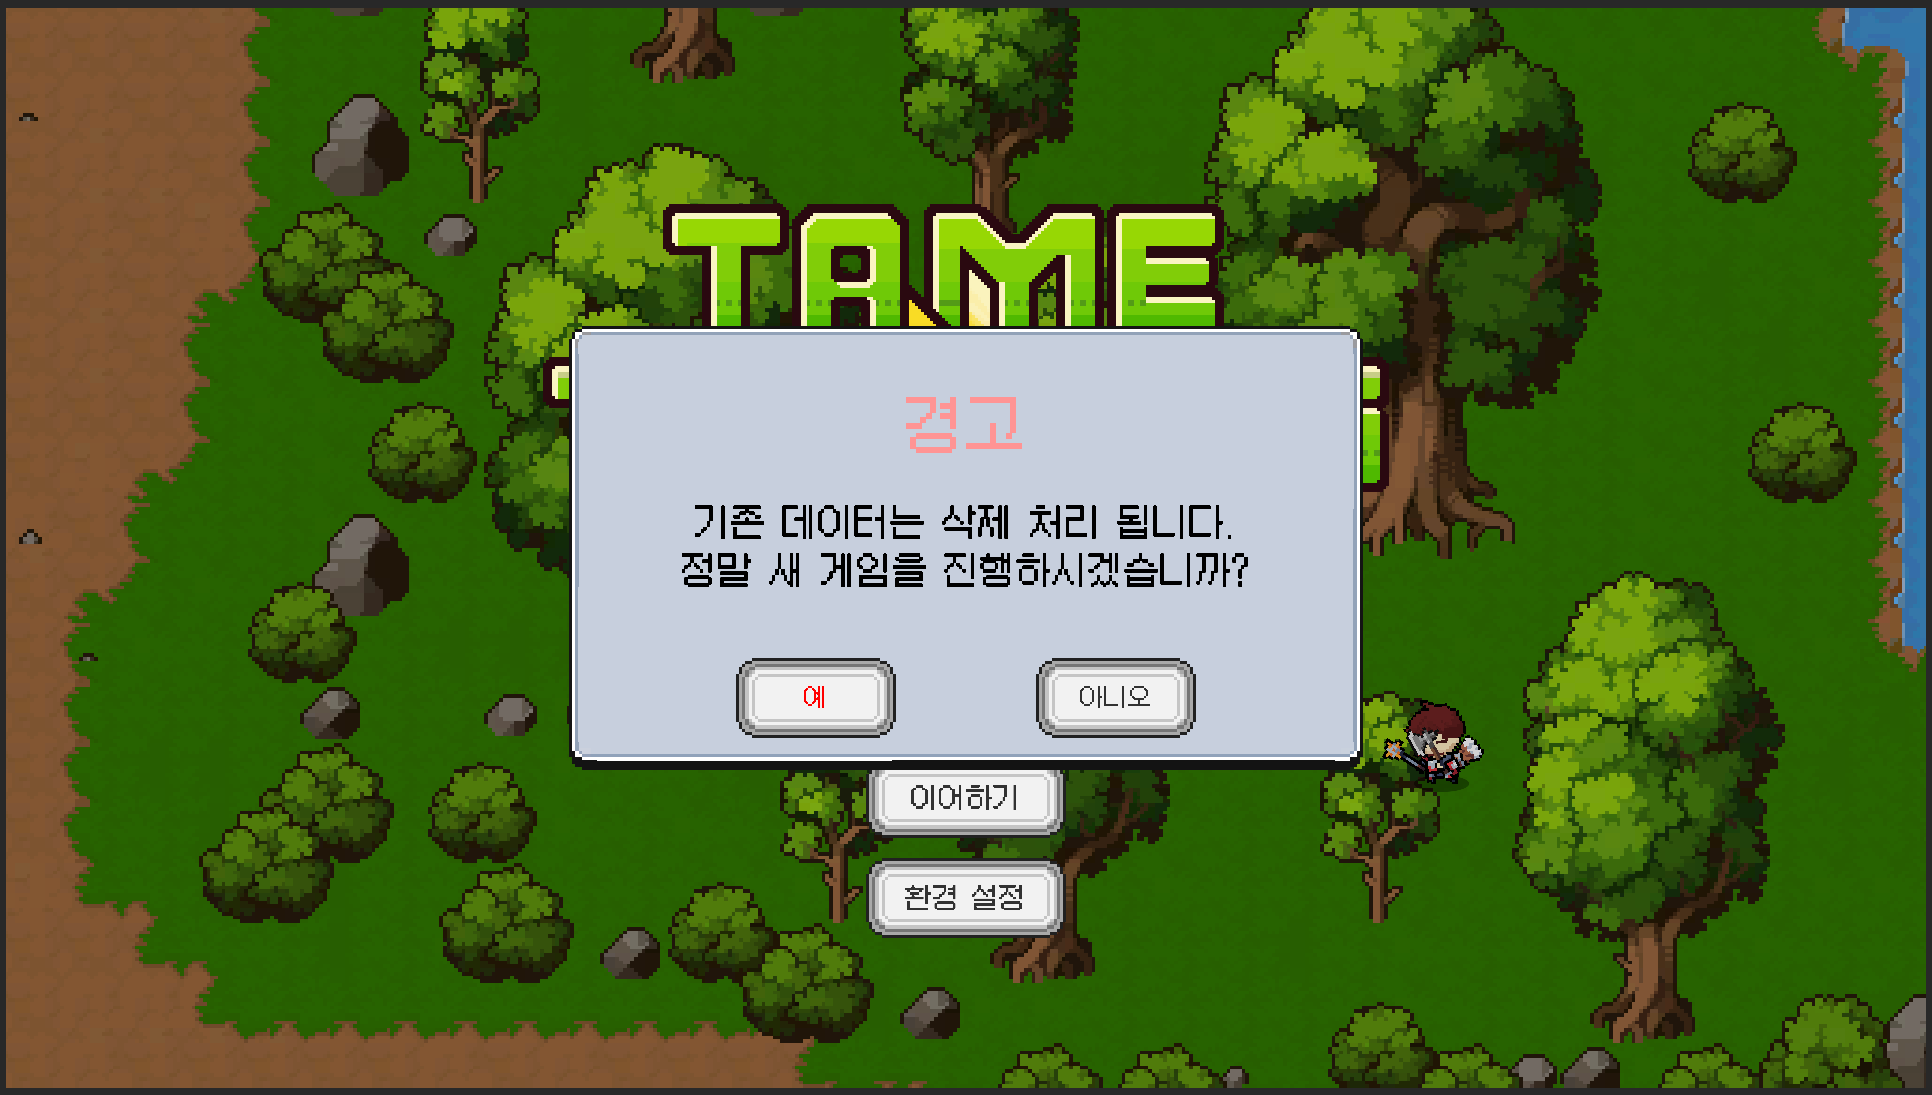 TAME
경고
기존 데이터는 삭제 처리 됩니다.
정말 새 게임을 진행하시겠습니까?
예
아니오
이어하기
환경 설정